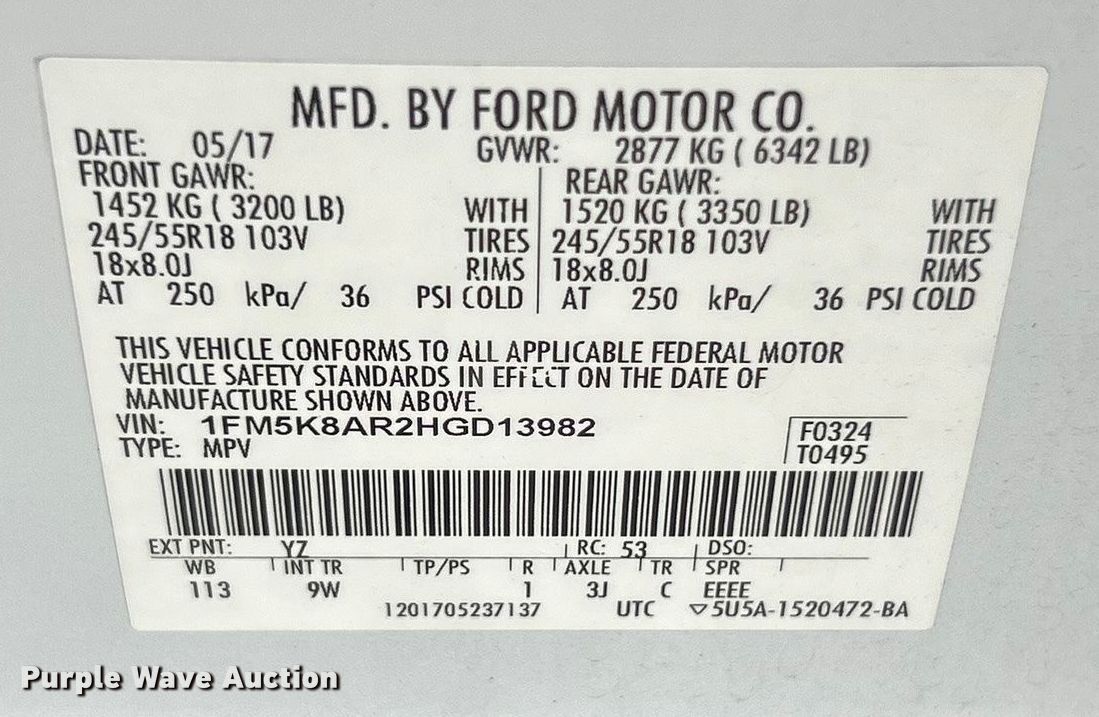 MFD. BY FORD MOTOR CO.
DATE: 05/17 GVWR: 2877 KG ( 6342 LB)
FRONT GAWR: REAR GAWR:
1452 KG ( 3200 LB) WITH 1520 KG ( 3350 LB) WITH
245/55R18 103V TIRES 245/55R18 103V TIRES
18x8.0J RIMS 18x8.0J RIMS
AT 250 kPa/ 36 PSI COLD AT 250 kPa/ 36 PSI COLD
THIS VEHICLE CONFORMS TO ALL APPLICABLE FEDERAL MOTOR
VEHICLE SAFETY STANDARDS IN EFFECT ON THE DATE OF
MANUFACTURE SHOWN ABOVE.
VIN: 1FM5K8AR2HGD13982
TYPE: MPV
F0324
T0495
EXT PNT: YZ RC: 53 DSO:
WB INT TR TP/PS R AXLE TR SPR
113 9W 1 3J C EEEE
1201705237137 UTC ▽5U5A-1520472-BA
Purple Wave Auction